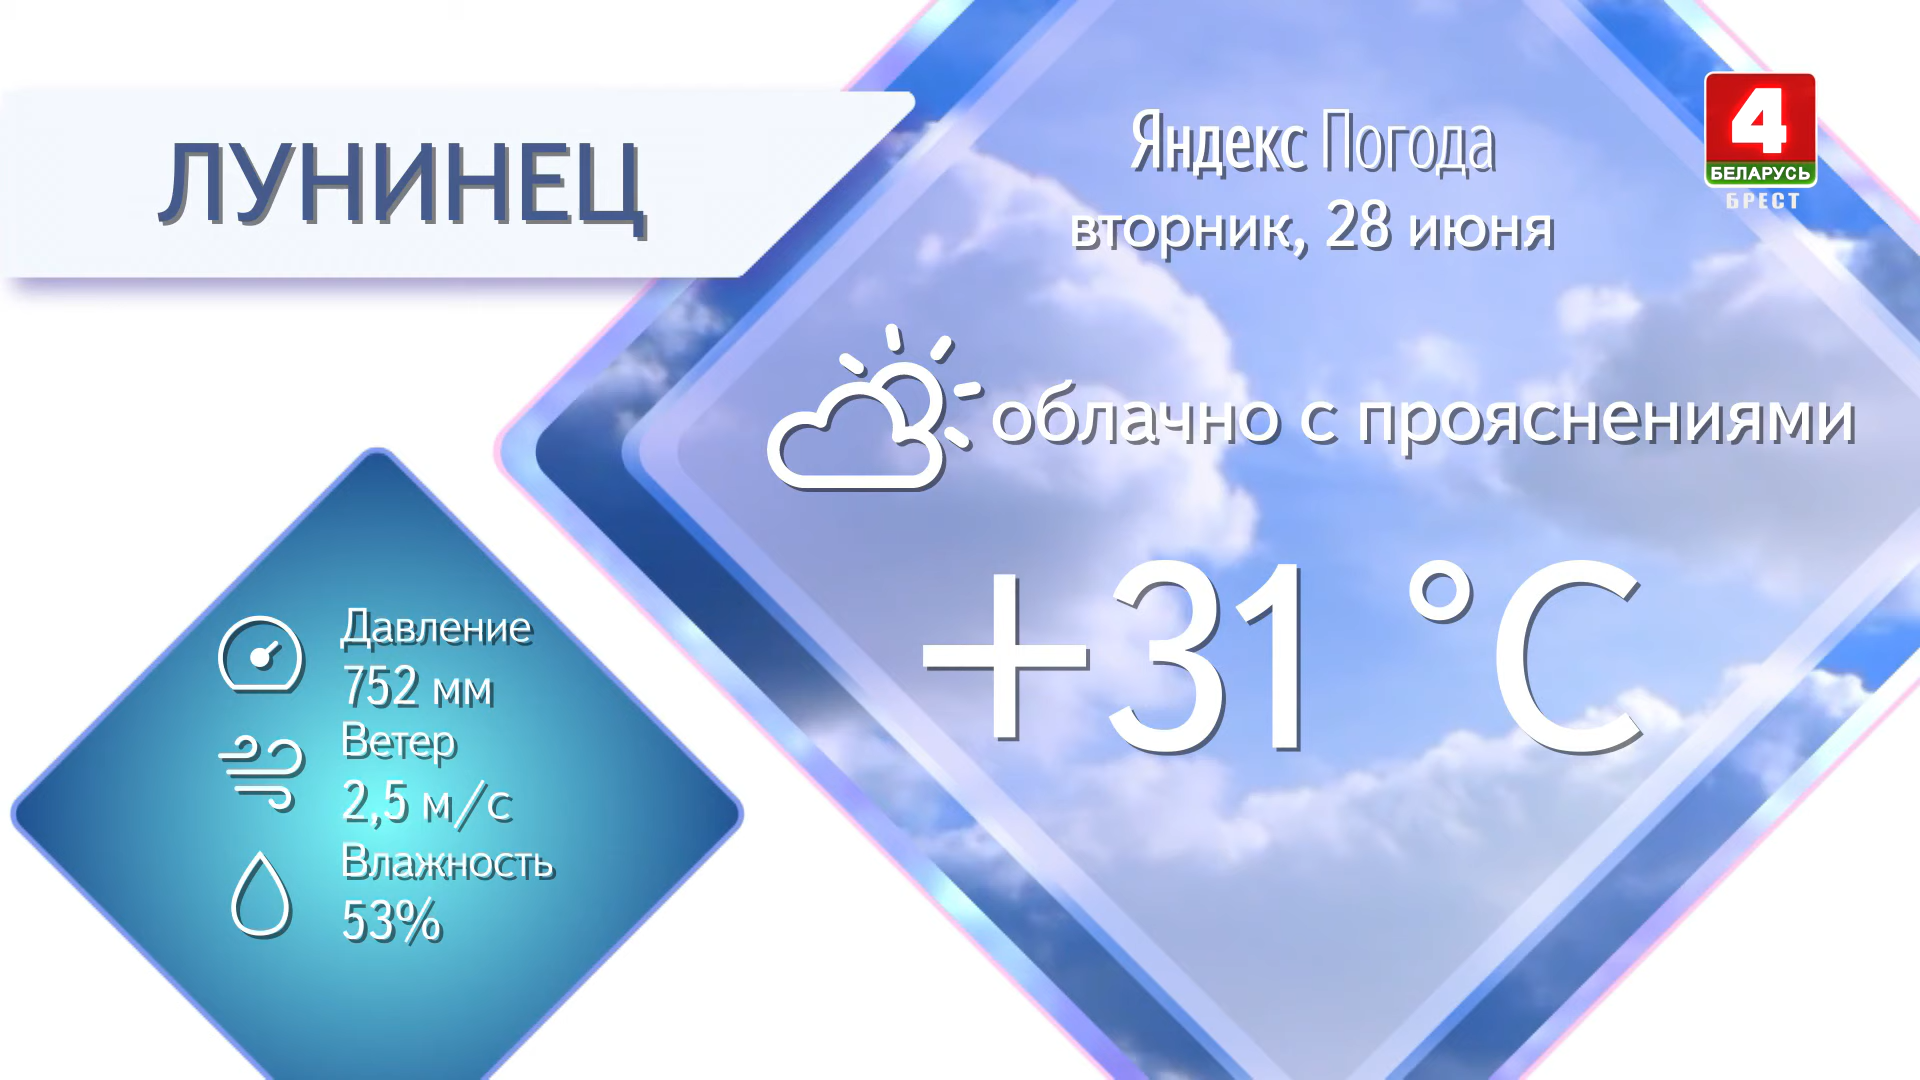 ЛУНИНЕЦ
Яндекс Погода
вторник, 28 июня
4
БЕЛАРУСЬ
БРЕСТ
облачно с прояснениями
+31 °C
Давление
752 мм
Ветер
2,5 м/с
Влажность
53%